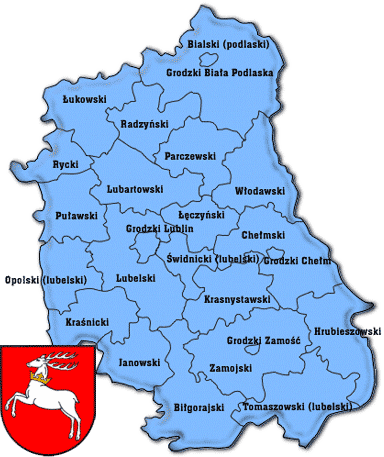 Bialski (podlaski)
Grodzki Biała Podlaska
Łukowski
Radzyński
Parczewski
Rycki
Lubartowski
Włodawski
Puławski
Łęczyński
Grodzki Lublin
Chełmski
Świdnicki (lubelski)
Grodzki Chełm
Opolski (lubelski)
Lubelski
Krasnystawski
Kraśnicki
Hrubieszowski
Grodzki Zamość
Janowski
Zamojski
Biłgorajski
Tomaszowski (lubelski)